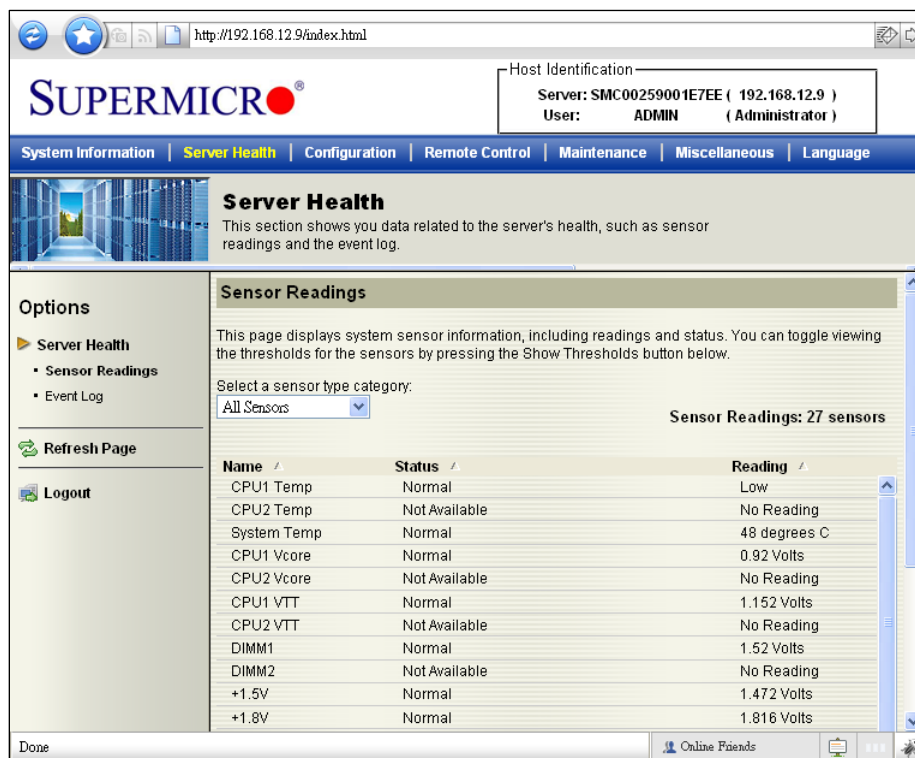 http://192.168.12.9/index.html
SUPERMICRO®
Host Identification
Server: SMC00259001E7EE ( 192.168.12.9 )
User: ADMIN ( Administrator )
System Information | Server Health | Configuration | Remote Control | Maintenance | Miscellaneous | Language
Server Health
This section shows you data related to the server's health, such as sensor
readings and the event log.
Options
Server Health
Sensor Readings
Event Log
Refresh Page
Logout
Sensor Readings
This page displays system sensor information, including readings and status. You can toggle viewing
the thresholds for the sensors by pressing the Show Thresholds button below.
Select a sensor type category:
All Sensors
Sensor Readings: 27 sensors
Name Status Reading
CPU1 Temp Normal Low
CPU2 Temp Not Available No Reading
System Temp Normal 48 degrees C
CPU1 Vcore Normal 0.92 Volts
CPU2 Vcore Not Available No Reading
CPU1 VTT Normal 1.152 Volts
CPU2 VTT Not Available No Reading
DIMM1 Normal 1.52 Volts
DIMM2 Not Available No Reading
+1.5V Normal 1.472 Volts
+1.8V Normal 1.816 Volts
Done
Online Friends